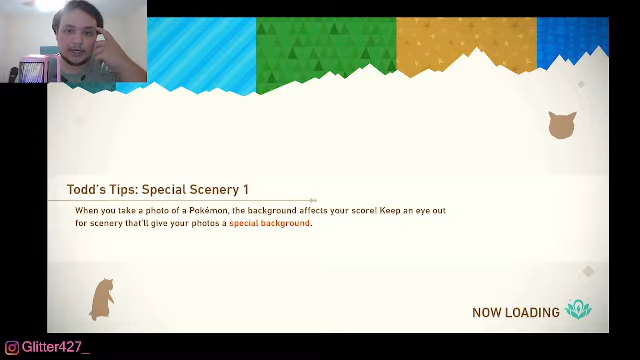 Todd's Tips: Special Scenery 1
When you take a photo of a Pokémon, the background affects your score! Keep an eye out
for scenery that'll give your photos a special background.
NOW LOADING
Glitter427_